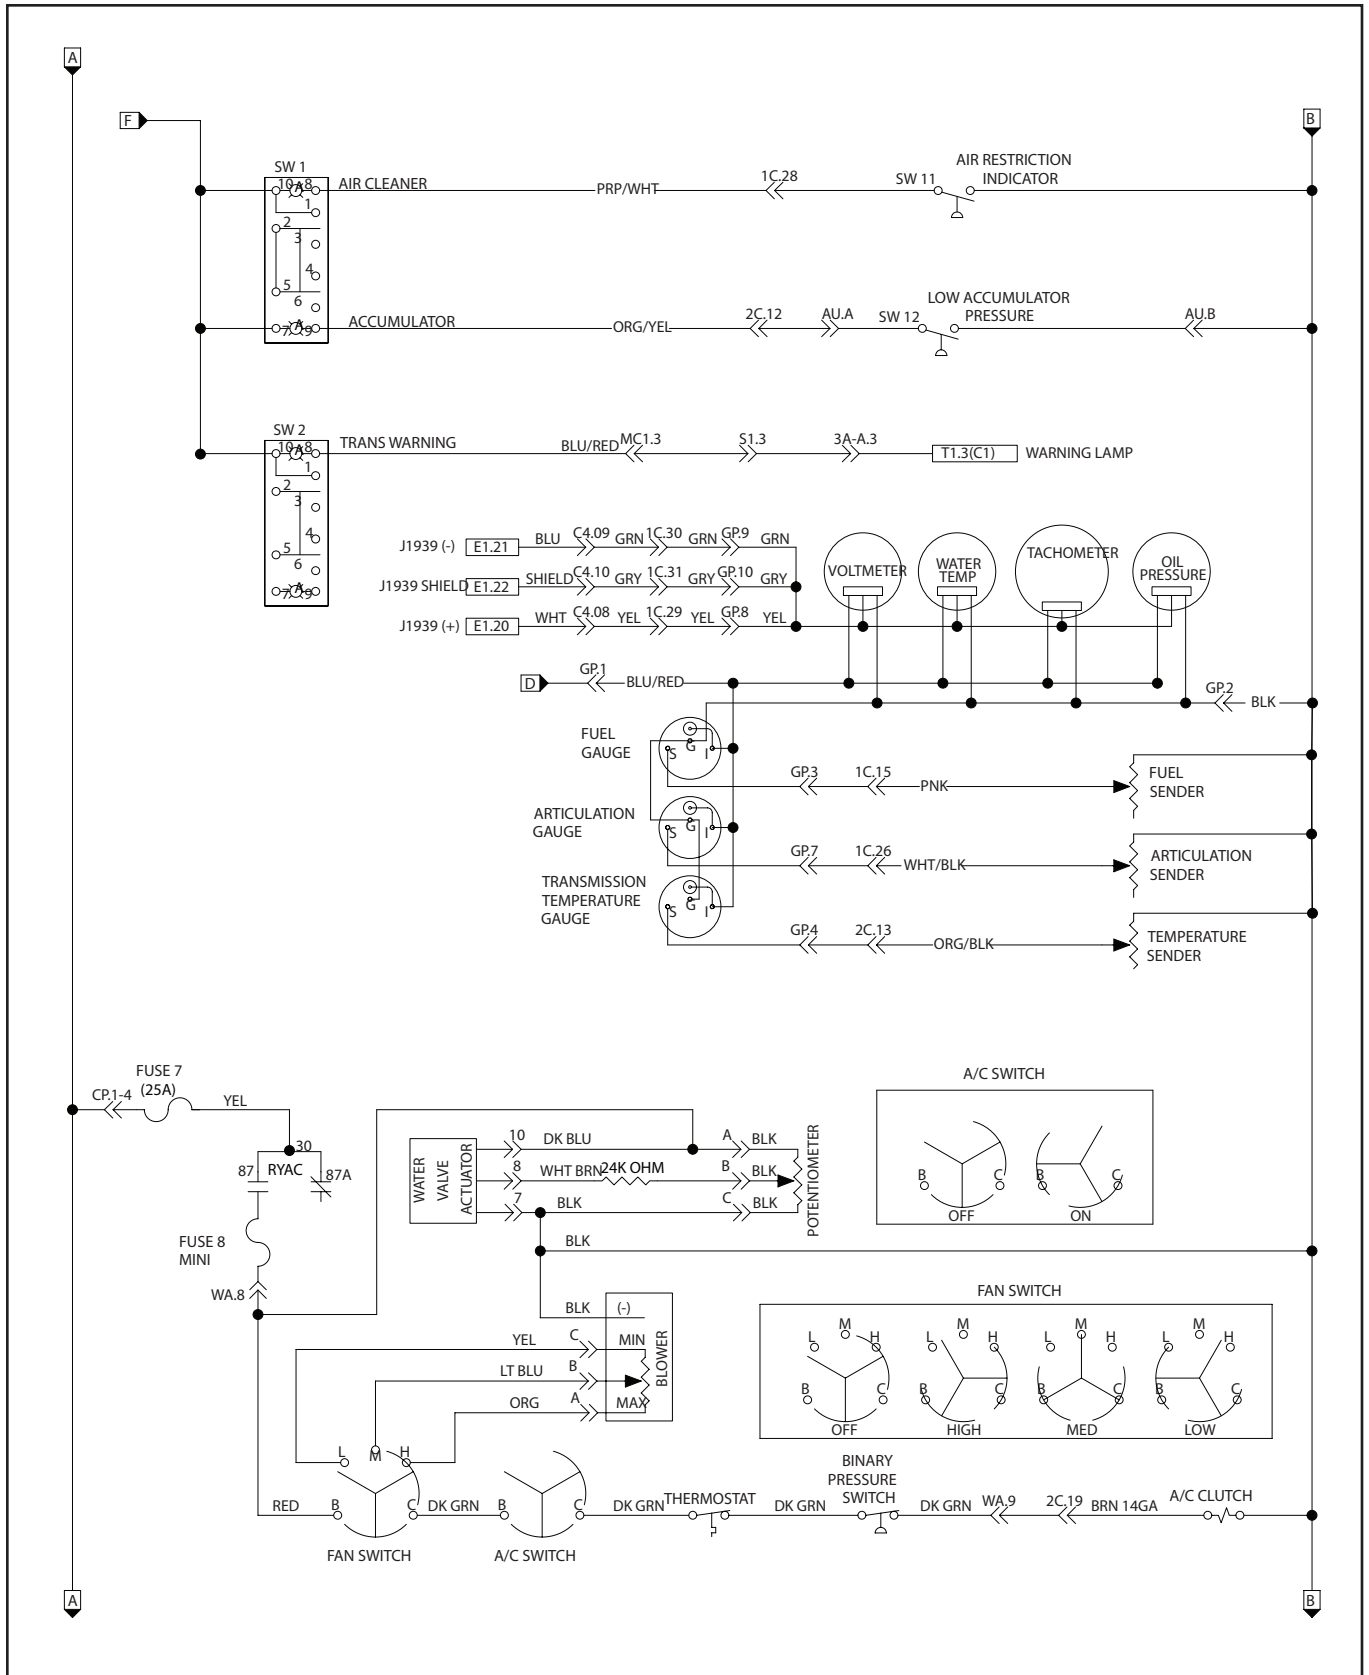 A
F
B
SW 1
10 A 8
AIR CLEANER
PRP/WHT
1C.28
SW 11
AIR RESTRICTION
INDICATOR
1
2
3
4
5
6
7 A 9
ACCUMULATOR
ORG/YEL
2C.12
AU.A
SW 12
LOW ACCUMULATOR
PRESSURE
AU.B
SW 2
10 A 8
TRANS WARNING
BLU/RED
MC1.3
S1.3
3A-A.3
T1.3(C1)
WARNING LAMP
1
2
3
4
5
6
7 A 9
J1939 (-)
E1.21
BLU
C4.09
GRN
1C.30
GRN
GP.9
GRN
J1939 SHIELD
E1.22
SHIELD
C4.10
GRY
1C.31
GRY
GP.10
GRY
J1939 (+)
E1.20
WHT
C4.08
YEL
1C.29
YEL
GP.8
YEL
VOLTMETER
WATER
TEMP
TACHOMETER
OIL
PRESSURE
D
GP.1
BLU/RED
GP.2
BLK
FUEL
GAUGE
S
G
I
GP.3
1C.15
PNK
FUEL
SENDER
ARTICULATION
GAUGE
S
G
I
GP.7
1C.26
WHT/BLK
ARTICULATION
SENDER
TRANSMISSION
TEMPERATURE
GAUGE
S
G
I
GP.4
2C.13
ORG/BLK
TEMPERATURE
SENDER
FUSE 7
(25A)
CP.1-4
YEL
30
87
RYAC
87A
FUSE 8
MINI
WA.8
WATER
VALVE
ACTUATOR
10
DK BLU
A
BLK
8
WHT BRN
24K OHM
B
BLK
7
BLK
C
BLK
POTENTIOMETER
BLK
A/C SWITCH
B
C
OFF
B
C
ON
BLK
(-)
YEL
C
MIN
LT BLU
B
ORG
A
MAX
BLOWER
FAN SWITCH
L
M
H
B
C
OFF
L
M
H
B
C
HIGH
L
M
H
B
C
MED
L
M
H
B
C
LOW
L
M
H
RED
B
C
FAN SWITCH
DK GRN
B
C
A/C SWITCH
DK GRN
THERMOSTAT
DK GRN
BINARY
PRESSURE
SWITCH
DK GRN
WA.9
2C.19
BRN 14GA
A/C CLUTCH
A
B